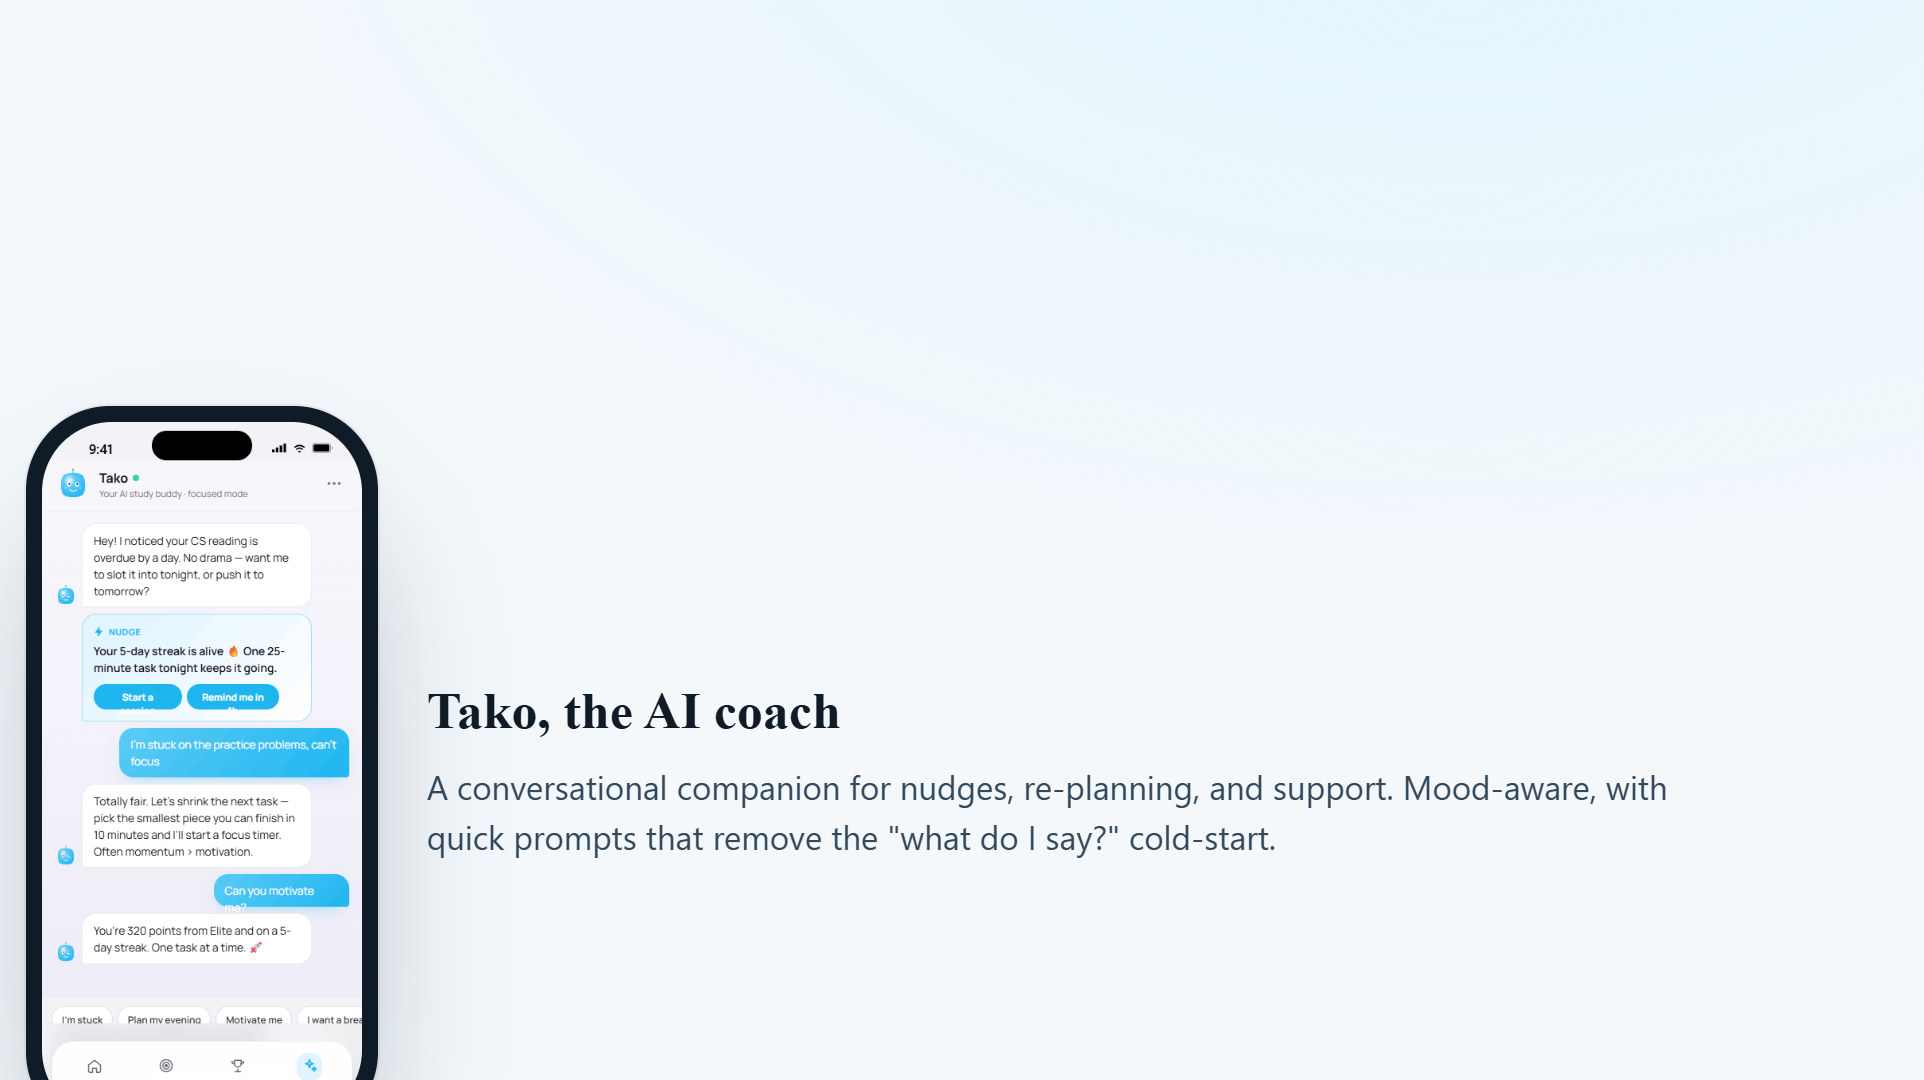 9:41
Tako
Your AI study buddy · focused mode
Hey! I noticed your CS reading is
overdue by a day. No drama — want me
to slot it into tonight, or push it to
tomorrow?
NUDGE
Your 5-day streak is alive 🔥 One 25-
minute task tonight keeps it going.
Start a
Remind me in
I'm stuck on the practice problems, can't
focus
Totally fair. Let's shrink the next task —
pick the smallest piece you can finish in
10 minutes and I'll start a focus timer.
Often momentum > motivation.
Can you motivate
me?
You're 320 points from Elite and on a 5-
day streak. One task at a time. 🚀
I'm stuck
Plan my evening
Motivate me
I want a brea
Tako, the AI coach
A conversational companion for nudges, re-planning, and support. Mood-aware, with
quick prompts that remove the "what do I say?" cold-start.